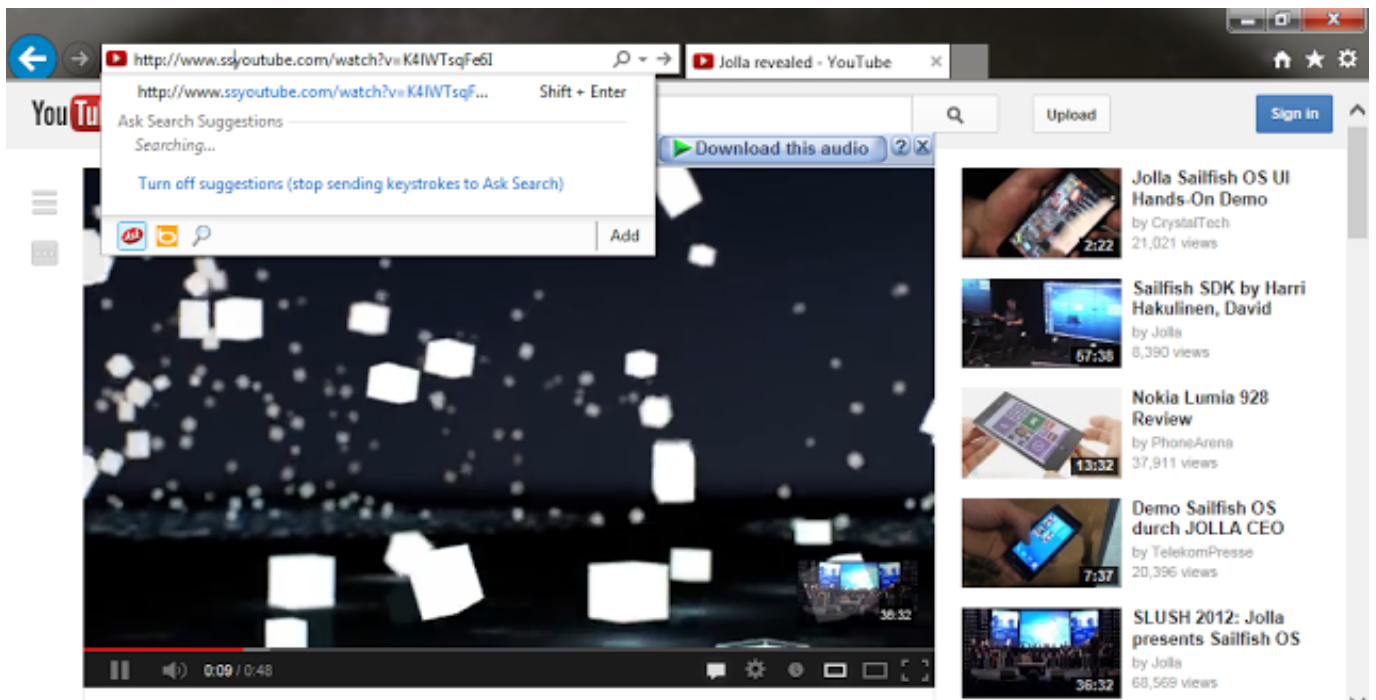 http://www.ssyoutube.com/watch?v=K4IWTsqFe6I
Jolla revealed - YouTube
http://www.ssyoutube.com/watch?v=K4IWTsqF... Shift + Enter
Ask Search Suggestions
Searching...
Turn off suggestions (stop sending keystrokes to Ask Search)
Ask
Add
You Tu
Upload
Sign in
Download this audio
?
X
Jolla Sailfish OS UI
Hands-On Demo
by CrystalTech
21,021 views
2:22
Sailfish SDK by Harri
Hakulinen, David
by Jolla
8,390 views
57:38
Nokia Lumia 928
Review
by PhoneArena
37,911 views
13:32
Demo Sailfish OS
durch JOLLA CEO
by TelekomPresse
20,396 views
7:37
SLUSH 2012: Jolla
presents Sailfish OS
by Jolla
68,569 views
36:32
36:32
0:09 / 0:48